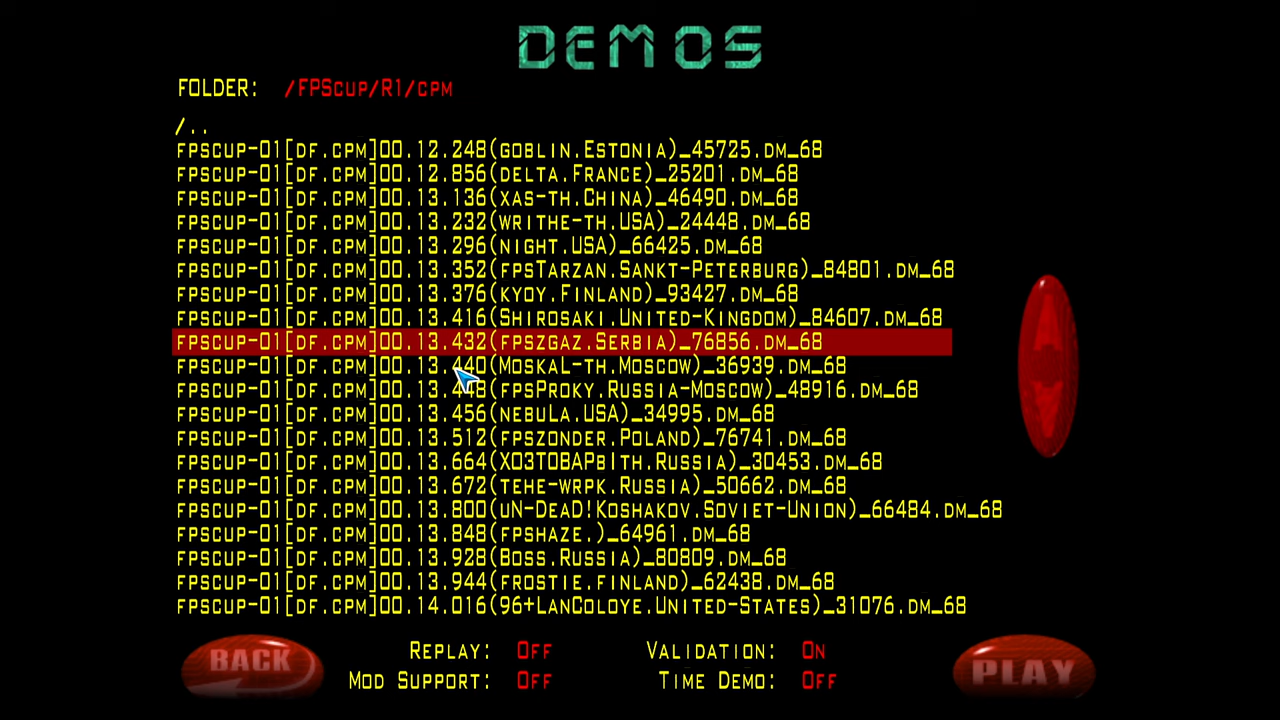 DEMOS
FOLDER: /FPScup/R1/cpm
/..
fpscup-01[df.cpm]00.12.248(Goblin.Estonia)_45725.dm_68
fpscup-01[df.cpm]00.12.856(Delta.France)_25201.dm_68
fpscup-01[df.cpm]00.13.136(xas-th.China)_46490.dm_68
fpscup-01[df.cpm]00.13.232(writhe-th.USA)_24448.dm_68
fpscup-01[df.cpm]00.13.296(Night.USA)_66425.dm_68
fpscup-01[df.cpm]00.13.352(fpsTarzan.Sankt-Peterburg)_84801.dm_68
fpscup-01[df.cpm]00.13.376(kyoy.Finland)_93427.dm_68
fpscup-01[df.cpm]00.13.416(Shirosaki.United-Kingdom)_84607.dm_68
fpscup-01[df.cpm]00.13.432(fpszgaz.Serbia)_76856.dm_68
fpscup-01[df.cpm]00.13.440(MoskaL-th.Moscow)_36939.dm_68
fpscup-01[df.cpm]00.13.448(fpsProky.Russia-Moscow)_48916.dm_68
fpscup-01[df.cpm]00.13.456(nebuLa.USA)_34995.dm_68
fpscup-01[df.cpm]00.13.512(fpszonder.Poland)_76741.dm_68
fpscup-01[df.cpm]00.13.664(XO3TOBAPbIth.Russia)_30453.dm_68
fpscup-01[df.cpm]00.13.672(tehe-wrpk.Russia)_50662.dm_68
fpscup-01[df.cpm]00.13.800(uN-DeaD!Koshakov.Soviet-Union)_66484.dm_68
fpscup-01[df.cpm]00.13.848(fpshaze.)_64961.dm_68
fpscup-01[df.cpm]00.13.928(Boss.Russia)_80809.dm_68
fpscup-01[df.cpm]00.13.944(frostie.finland)_62438.dm_68
fpscup-01[df.cpm]00.14.016(96+LanColoye.United-States)_31076.dm_68
BACK Replay: Off Validation: On PLAY
Mod Support: Off Time Demo: Off